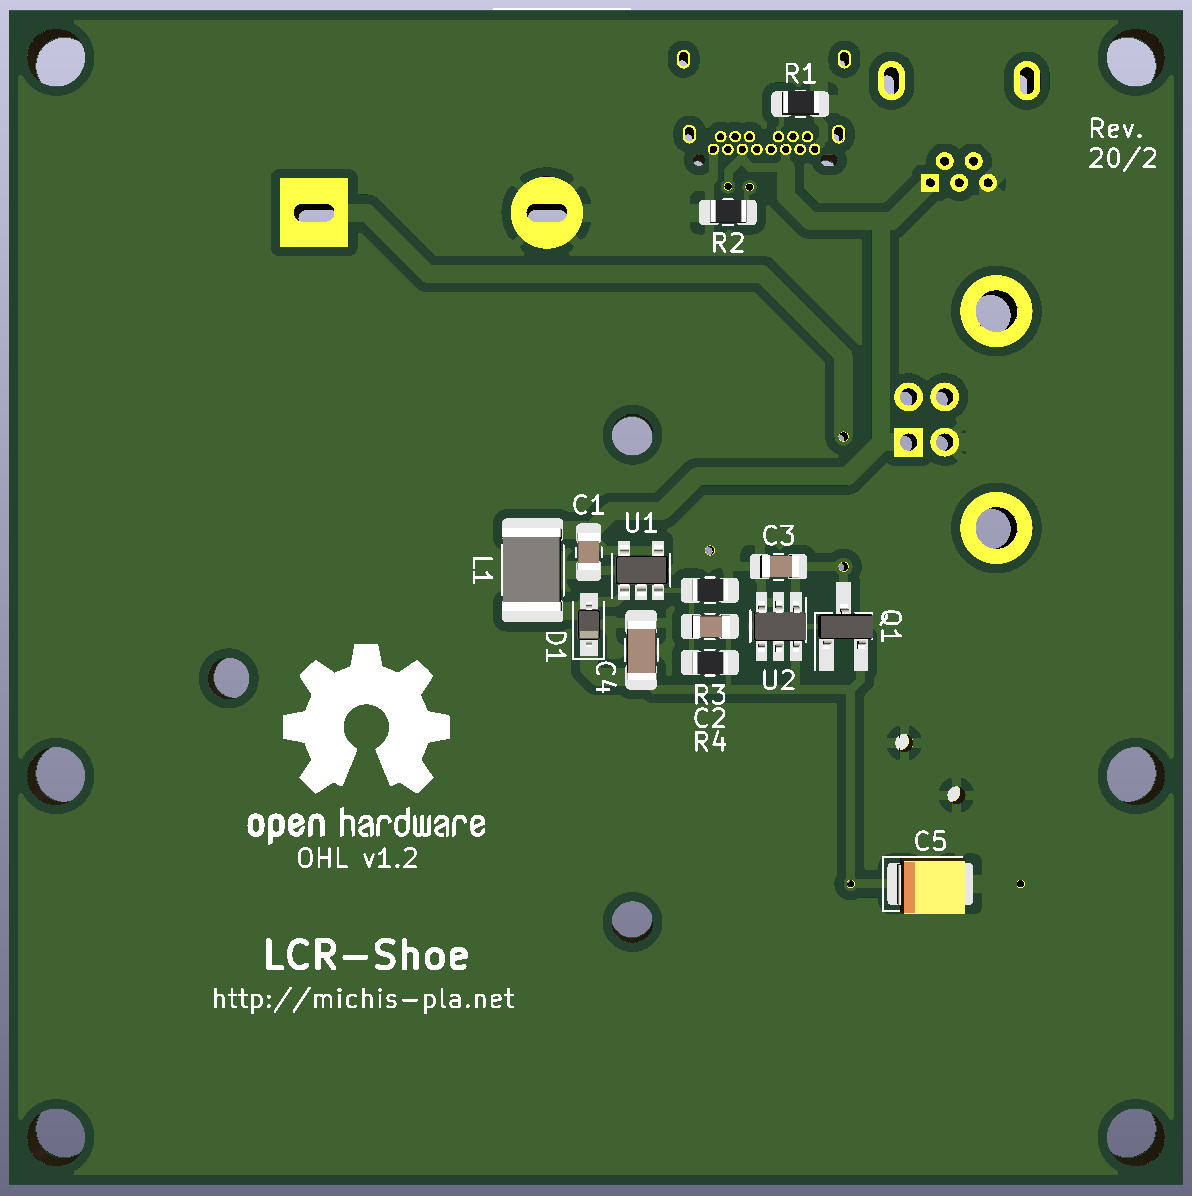 R1
Rev.
20/2
R2
C1
U1
C3
L1
Q1
D1
C4
U2
R3
C2
R4
open hardware
OHL v1.2
C5
LCR-Shoe
http://michis-pla.net